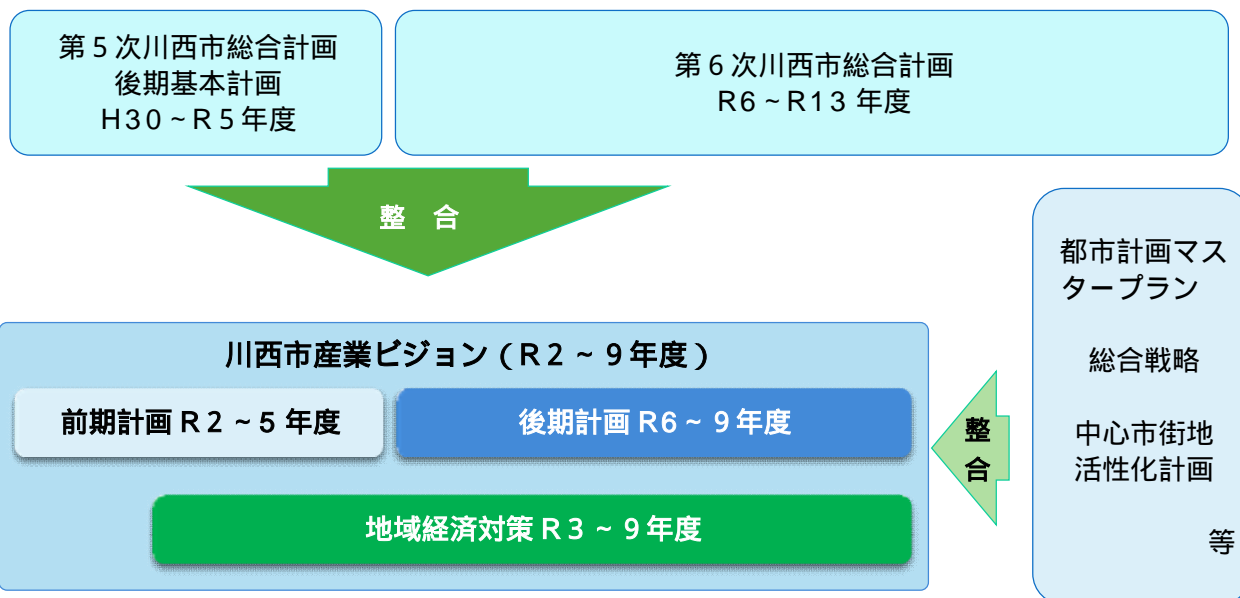 第５次川西市総合計画
後期基本計画
H30～R５年度
第６次川西市総合計画
R6～R13 年度
整 合
都市計画マス
タープラン
総合戦略
中心市街地
活性化計画
等
川西市産業ビジョン（R２～９年度）
前期計画 R２～5 年度
後期計画 R6～９年度
整
合
地域経済対策 R３～９年度